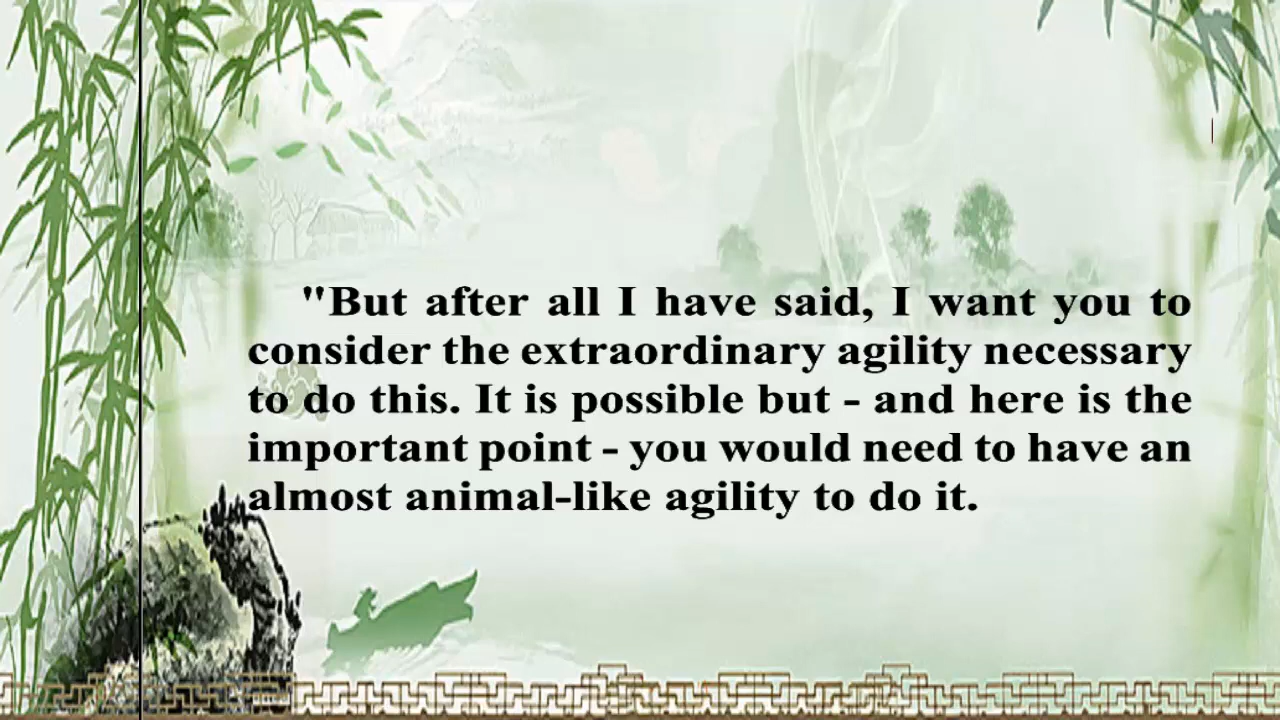 "But after all I have said, I want you to
consider the extraordinary agility necessary
to do this. It is possible but - and here is the
important point - you would need to have an
almost animal-like agility to do it.